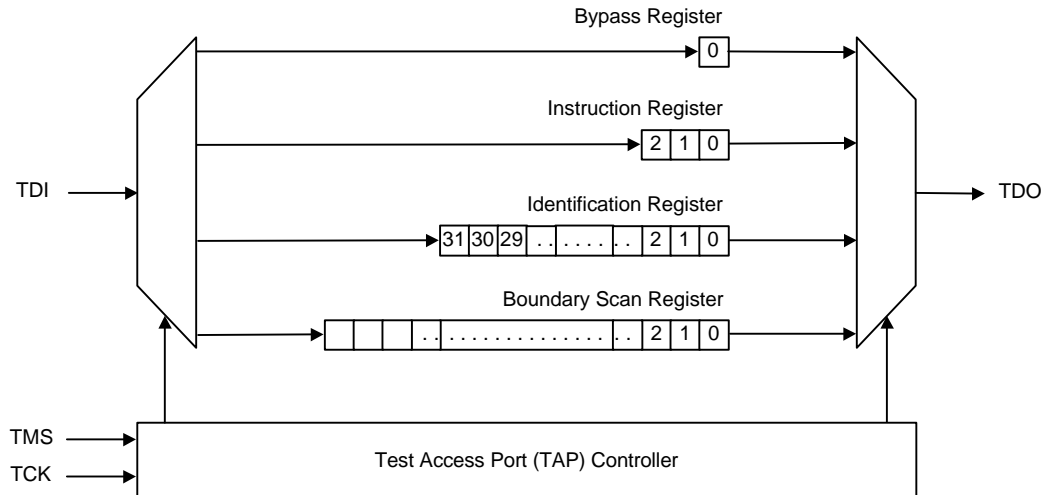 Bypass Register
0
Instruction Register
2 1 0
TDI
TDO
Identification Register
31 30 29 . . . . . . . . 2 1 0
Boundary Scan Register
. . . . . . . . . . . . . . . . . . 2 1 0
TMS
Test Access Port (TAP) Controller
TCK